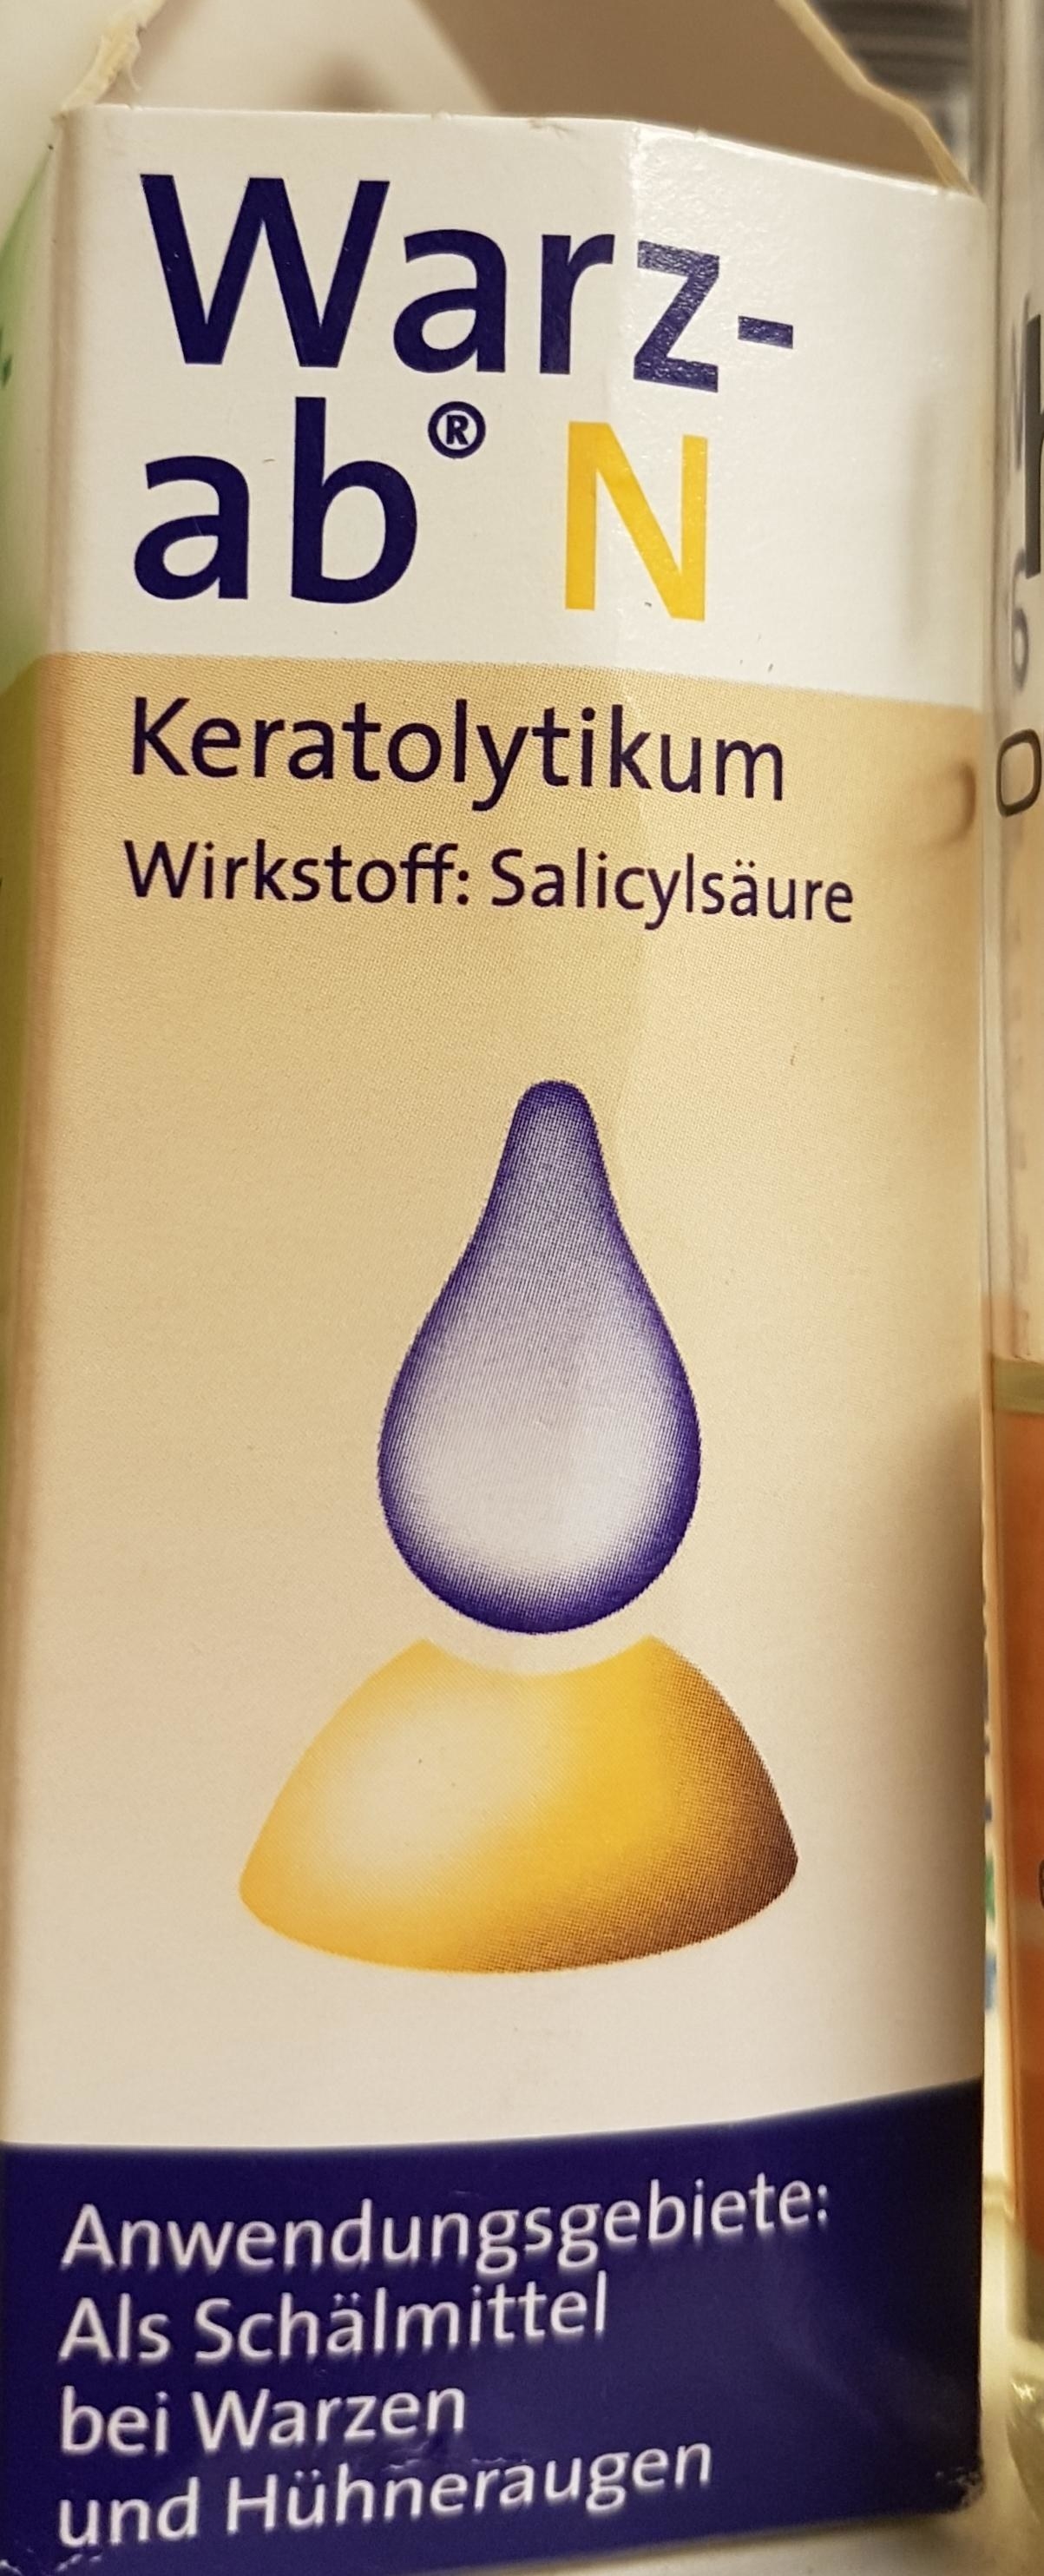 Warz-
ab® N
Keratolytikum
Wirkstoff: Salicylsäure
Anwendungsgebiete:
Als Schälmittel
bei Warzen
und Hühneraugen